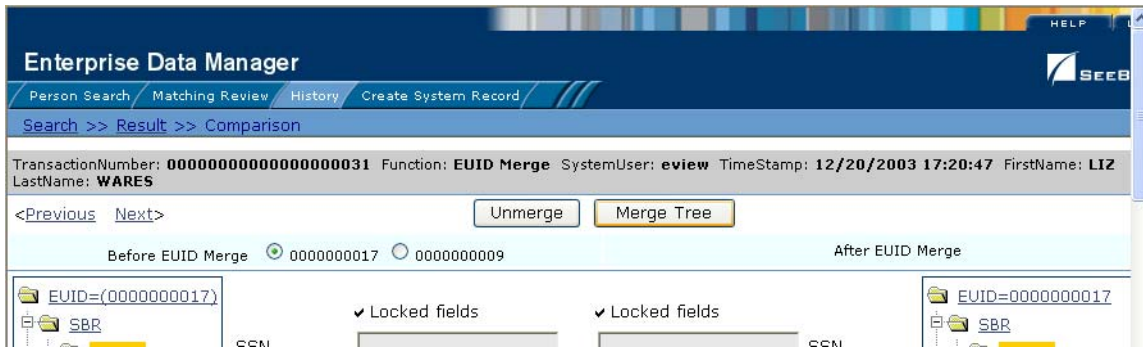 HELP
Enterprise Data Manager
SEEB
Person Search Matching Review History Create System Record
Search >> Result >> Comparison
TransactionNumber: 00000000000000000031 Function: EUID Merge SystemUser: eview TimeStamp: 12/20/2003 17:20:47 FirstName: LIZ
LastName: WARES
<Previous Next> Unmerge Merge Tree
Before EUID Merge 0000000017 0000000009 After EUID Merge
EUID=(0000000017) Locked fields Locked fields EUID=0000000017
SBR SBR
SSN SSN